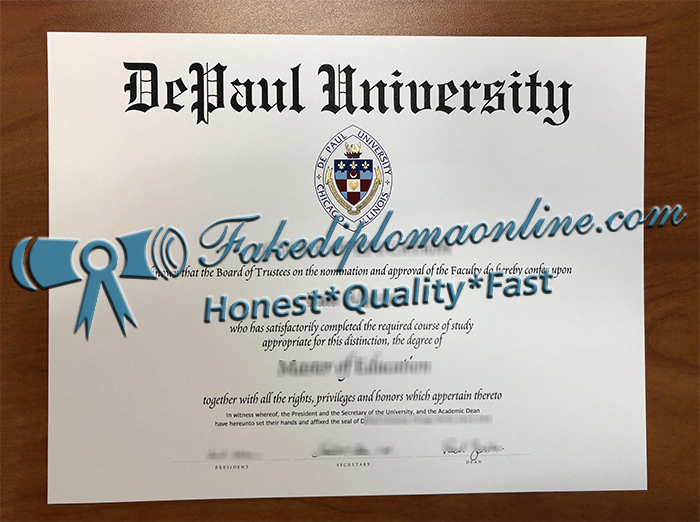 DePaul University
DE PAUL UNIVERSITY
CHICAGO, ILLINOIS
Fakediplomaonline.com
that the Board of Trustees on the nomination and approval of the Faculty do hereby confer upon
Honest*Quality*Fast
who has satisfactorily completed the required course of study
appropriate for this distinction, the degree of
Master of Education
together with all the rights, privileges and honors which appertain thereto
In witness whereof, the President and the Secretary of the University, and the Academic Dean
have hereunto set their hands and affixed the seal of
PRESIDENT
SECRETARY
DEAN